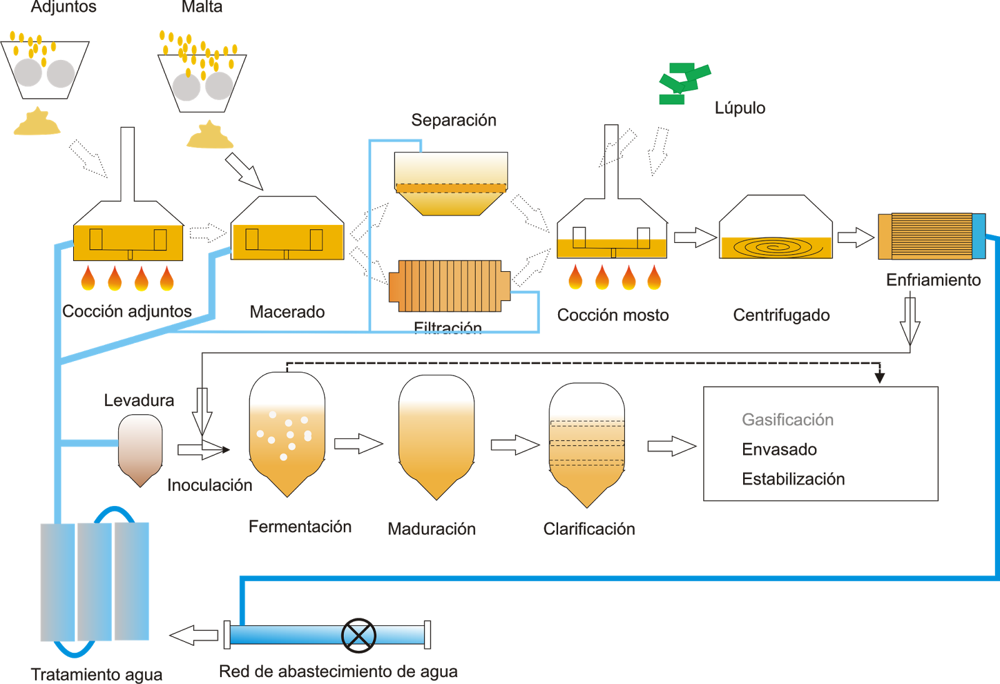 Adjuntos
Malta
Lúpulo
Separación
Enfriamiento
Cocción adjuntos
Macerado
Filtración
Cocción mosto
Centrifugado
Levadura
Inoculación
Fermentación
Maduración
Clarificación
Gasificación
Envasado
Estabilización
Tratamiento agua
Red de abastecimiento de agua